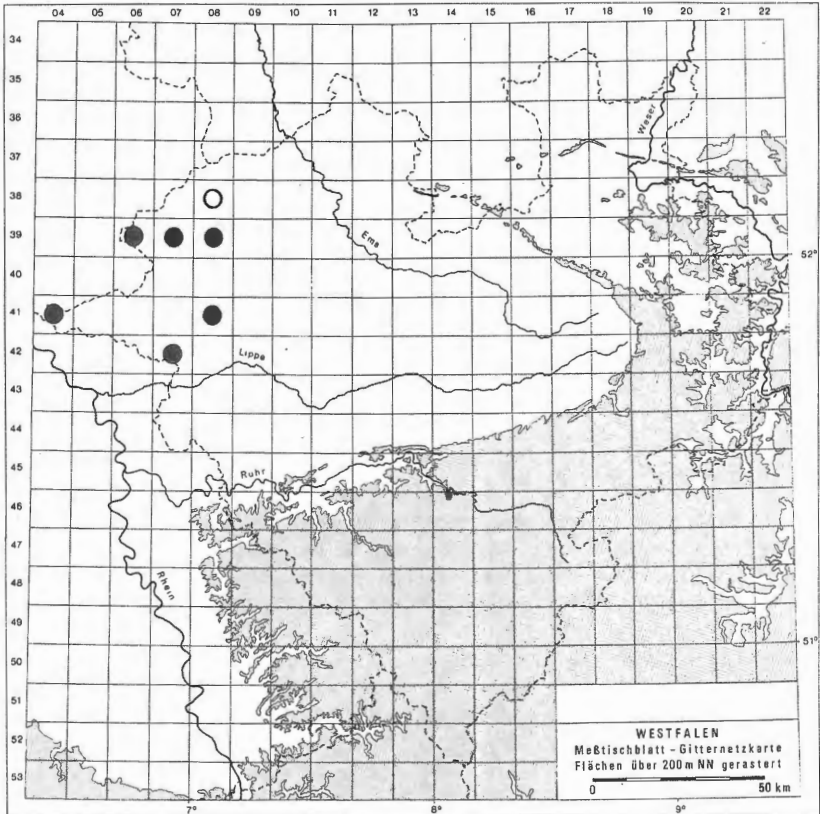 04 05 06 07 08 09 10 11 12 13 14 15 16 17 18 19 20 21 22
34
35
36
37
38
39
40
41
42
43
44
45
46
47
48
49
50
51
52
53
Weser
Ems
Lippe
Ruhr
Rhein
52°
51°
7° 8° 9°
WESTFALEN
Meßtischblatt - Gitternetzkarte
Flächen über 200 m NN gerastert
0 50 km